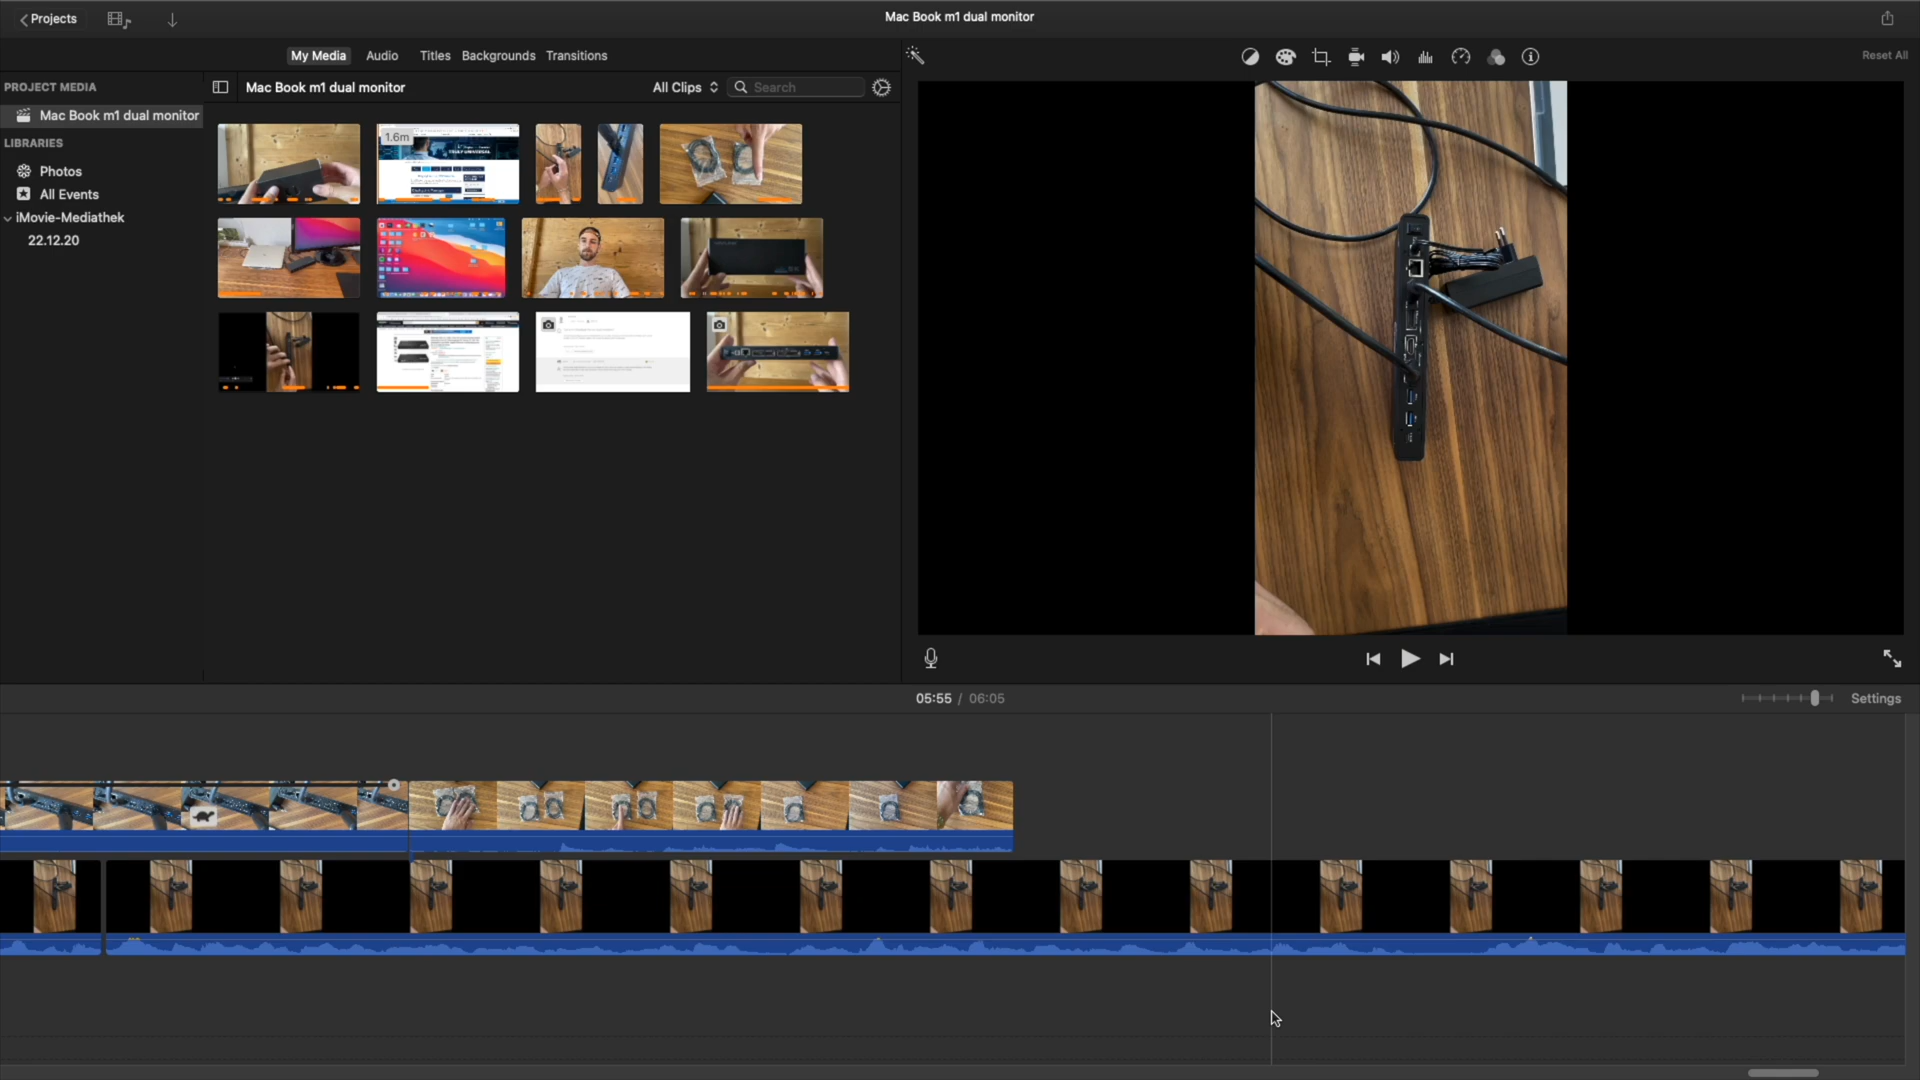 Projects
Mac Book m1 dual monitor
My Media
Audio
Titles
Backgrounds
Transitions
Reset All
PROJECT MEDIA
Mac Book m1 dual monitor
All Clips
Search
Mac Book m1 dual monitor
LIBRARIES
Photos
All Events
iMovie-Mediathek
22.12.20
1.6m
TRULY UNIVERSAL
05:55 / 06:05
Settings